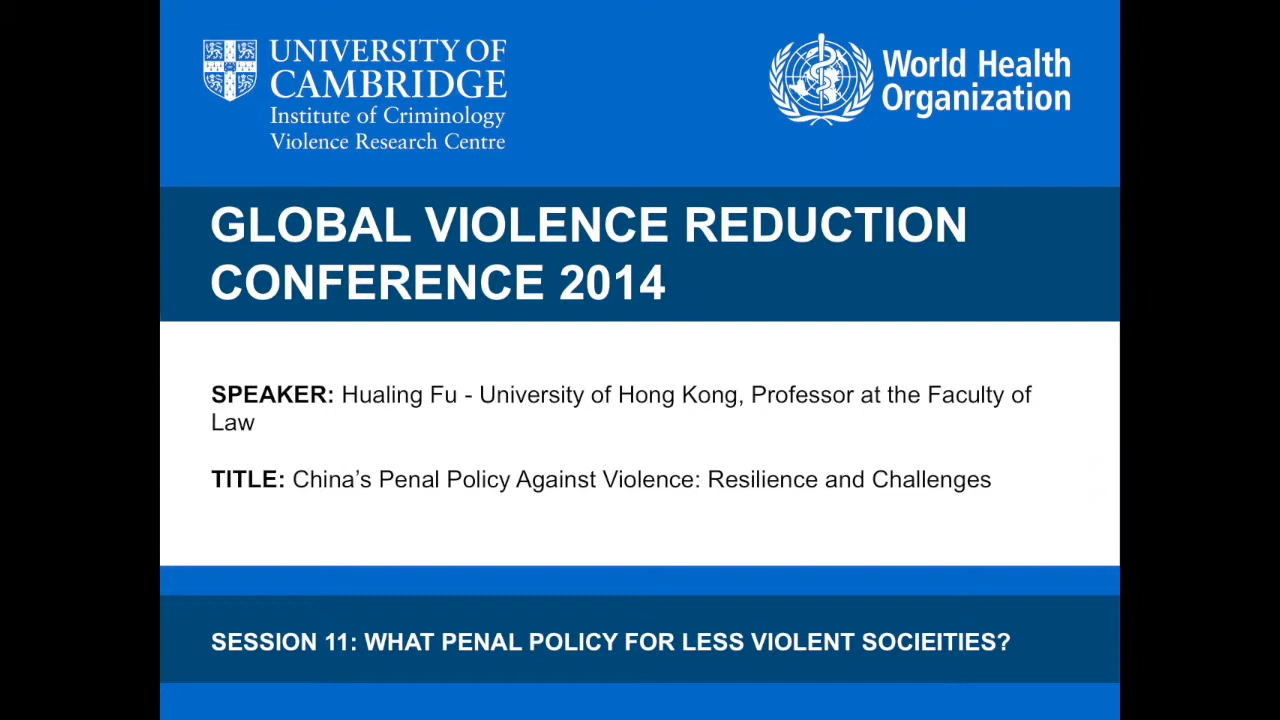 UNIVERSITY OF
CAMBRIDGE
Institute of Criminology
Violence Research Centre
World Health
Organization
GLOBAL VIOLENCE REDUCTION
CONFERENCE 2014
SPEAKER: Hualing Fu - University of Hong Kong, Professor at the Faculty of
Law
TITLE: China’s Penal Policy Against Violence: Resilience and Challenges
SESSION 11: WHAT PENAL POLICY FOR LESS VIOLENT SOCIEITIES?